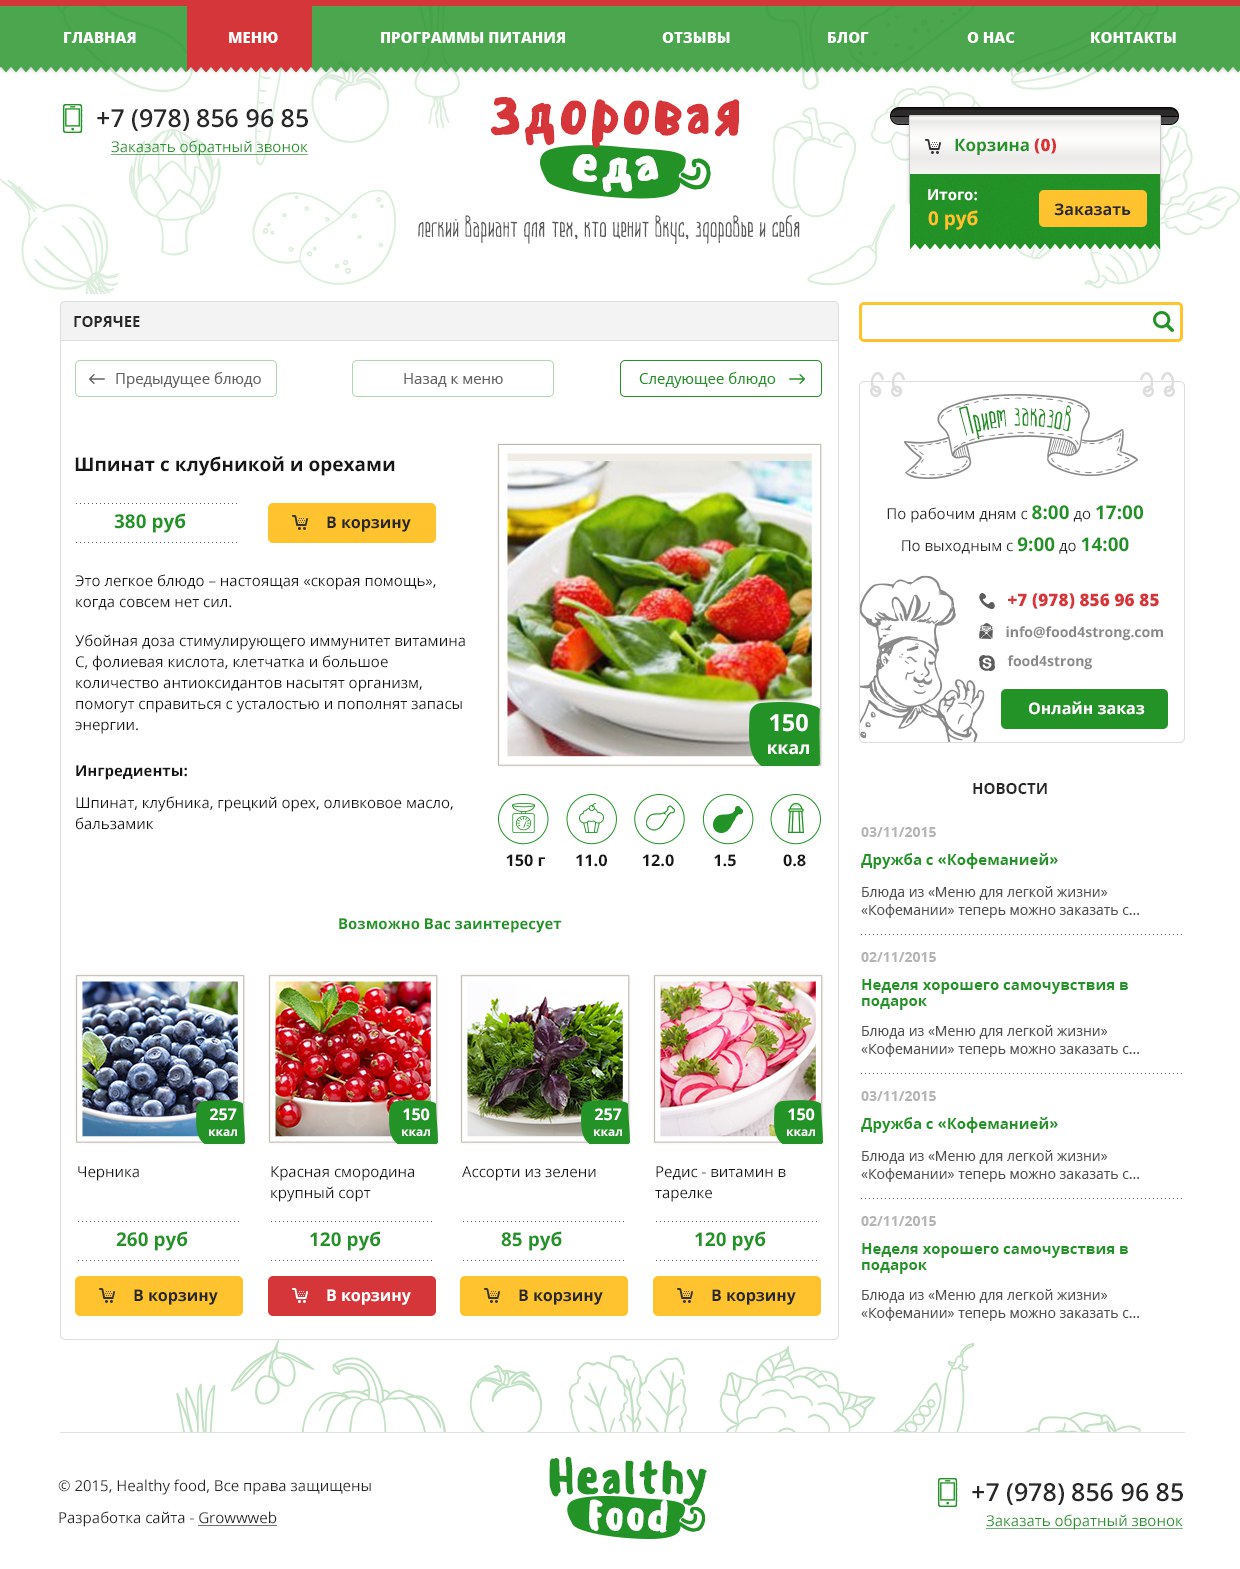 ГЛАВНАЯ МЕНЮ ПРОГРАММЫ ПИТАНИЯ ОТЗЫВЫ БЛОГ О НАС КОНТАКТЫ
+7 (978) 856 96 85
Заказать обратный звонок
Здоровая
еда
легкий вариант для тех, кто ценит вкус, здоровье и себя
Корзина (0)
Итого:
0 руб
Заказать
ГОРЯЧЕЕ
Предыдущее блюдо
Назад к меню
Следующее блюдо
Шпинат с клубникой и орехами
380 руб
В корзину
Это легкое блюдо – настоящая «скорая помощь»,
когда совсем нет сил.
Убойная доза стимулирующего иммунитет витамина
С, фолиевая кислота, клетчатка и большое
количество антиоксидантов насытят организм,
помогут справиться с усталостью и пополнят запасы
энергии.
Ингредиенты:
Шпинат, клубника, грецкий орех, оливковое масло,
бальзамик
150
ккал
150 г 11.0 12.0 1.5 0.8
Возможно Вас заинтересует
257
ккал
Черника
260 руб
В корзину
150
ккал
Красная смородина
крупный сорт
120 руб
В корзину
257
ккал
Ассорти из зелени
85 руб
В корзину
150
ккал
Редис - витамин в
тарелке
120 руб
В корзину
Прием заказов
По рабочим дням с 8:00 до 17:00
По выходным с 9:00 до 14:00
+7 (978) 856 96 85
info@food4strong.com
food4strong
Онлайн заказ
НОВОСТИ
03/11/2015
Дружба с «Кофеманией»
Блюда из «Меню для легкой жизни»
«Кофемании» теперь можно заказать с...
02/11/2015
Неделя хорошего самочувствия в
подарок
Блюда из «Меню для легкой жизни»
«Кофемании» теперь можно заказать с...
03/11/2015
Дружба с «Кофеманией»
Блюда из «Меню для легкой жизни»
«Кофемании» теперь можно заказать с...
02/11/2015
Неделя хорошего самочувствия в
подарок
Блюда из «Меню для легкой жизни»
«Кофемании» теперь можно заказать с...
© 2015, Healthy food, Все права защищены
Разработка сайта - Growwweb
Healthy
Food
+7 (978) 856 96 85
Заказать обратный звонок